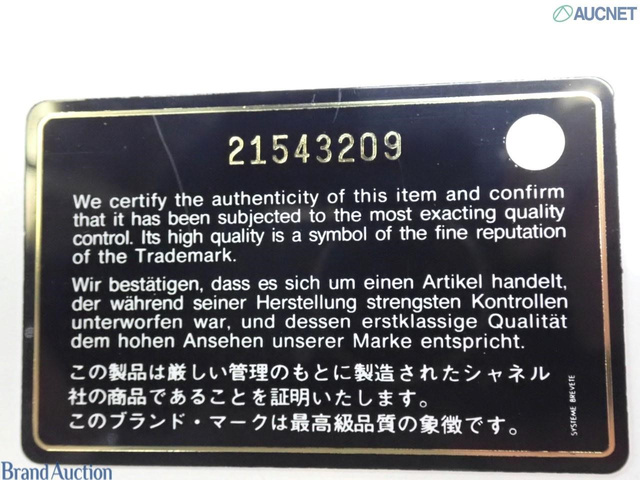 AUCNET
21543209
We certify the authenticity of this item and confirm
that it has been subjected to the most exacting quality
control. Its high quality is a symbol of the fine reputation
of the Trademark.
Wir bestätigen, dass es sich um einen Artikel handelt,
der während seiner Herstellung strengsten Kontrollen
unterworfen war, und dessen erstklassige Qualität
dem hohen Ansehen unserer Marke entspricht.
この製品は厳しい管理のもとに製造されたシャネル
社の商品であることを証明いたします。
このブランド・マークは最高級品質の象徴です。
SYSTEME BREVETE
Brand Auction